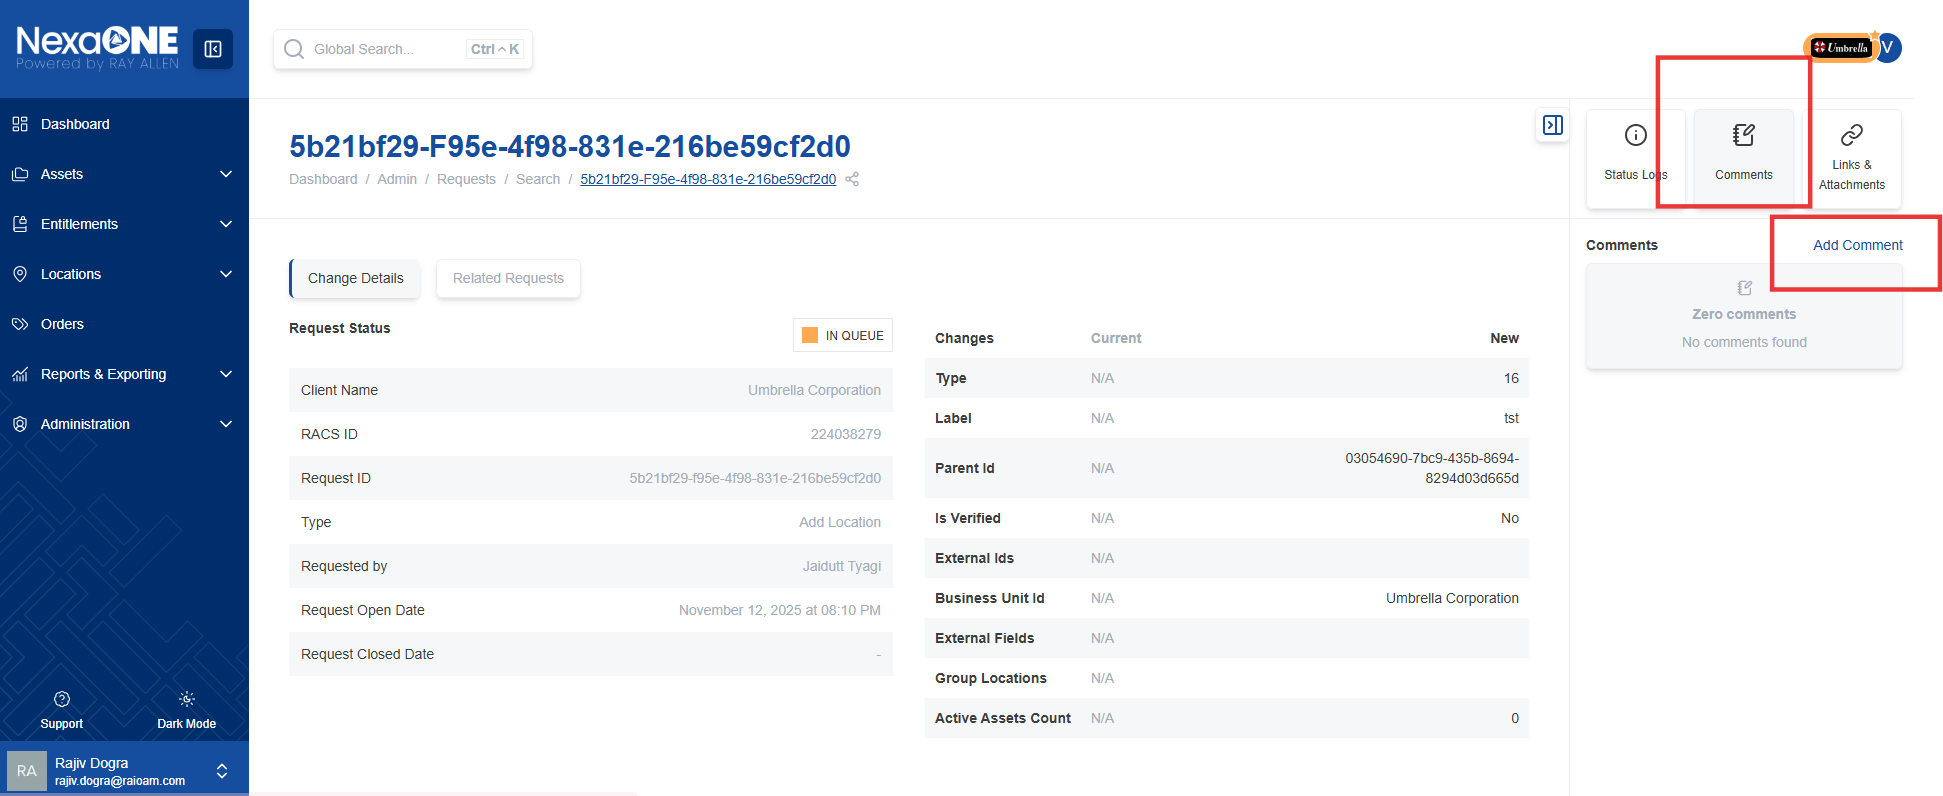 NexaONE
Powered by RAY ALLEN
Global Search...
Ctrl ^ K
Umbrella
V
Dashboard
Assets
Entitlements
Locations
Orders
Reports & Exporting
Administration
Support
Dark Mode
RA
Rajiv Dogra
rajiv.dogra@raioam.com
5b21bf29-F95e-4f98-831e-216be59cf2d0
Dashboard / Admin / Requests / Search / 5b21bf29-F95e-4f98-831e-216be59cf2d0
Change Details
Related Requests
Request Status
IN QUEUE
Client Name Umbrella Corporation
RACS ID 224038279
Request ID 5b21bf29-f95e-4f98-831e-216be59cf2d0
Type Add Location
Requested by Jaidutt Tyagi
Request Open Date November 12, 2025 at 08:10 PM
Request Closed Date -
Changes Current New
Type N/A 16
Label N/A tst
Parent Id N/A 03054690-7bc9-435b-8694-
8294d03d665d
Is Verified N/A No
External Ids N/A
Business Unit Id N/A Umbrella Corporation
External Fields N/A
Group Locations N/A
Active Assets Count N/A 0
Status Logs
Comments
Links &
Attachments
Comments
Add Comment
Zero comments
No comments found